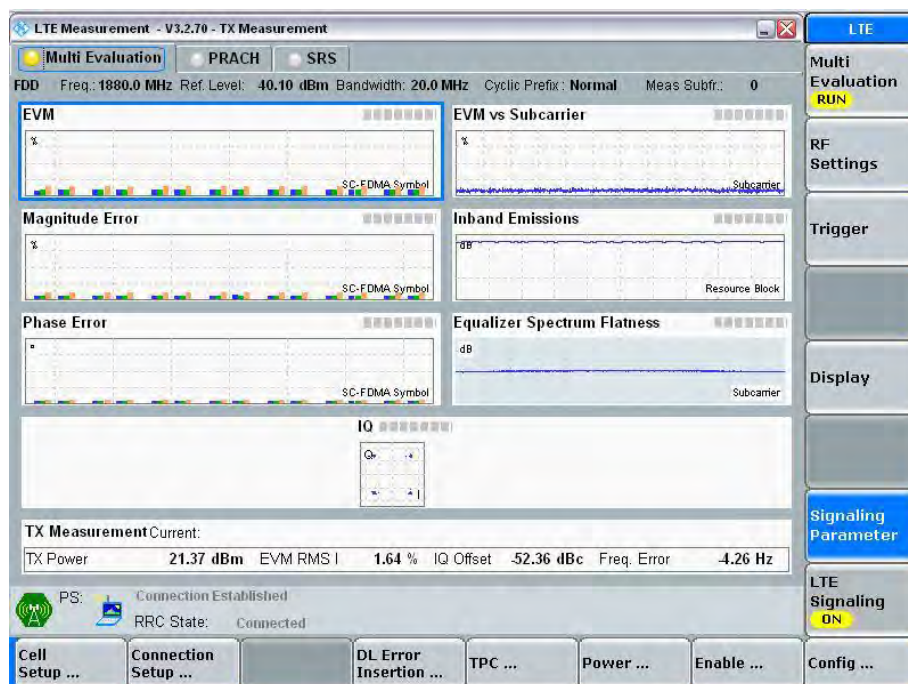 LTE Measurement - V3.2.70 - TX Measurement
LTE
Multi Evaluation PRACH SRS
Multi Evaluation RUN
FDD Freq.: 1880.0 MHz Ref. Level: 40.10 dBm Bandwidth: 20.0 MHz Cyclic Prefix: Normal Meas Subfr.: 0
EVM
%
SC-FDMA Symbol
EVM vs Subcarrier
%
Subcarrier
RF Settings
Magnitude Error
%
SC-FDMA Symbol
Inband Emissions
dB
Resource Block
Trigger
Phase Error
°
SC-FDMA Symbol
Equalizer Spectrum Flatness
dB
Subcarrier
Display
IQ
Q
I
Signaling Parameter
TX Measurement Current:
TX Power 21.37 dBm EVM RMS I 1.64 % IQ Offset -52.36 dBc Freq. Error -4.26 Hz
PS: Connection Established
RRC State: Connected
LTE Signaling ON
Cell Setup ...
Connection Setup ...
DL Error Insertion ...
TPC ...
Power ...
Enable ...
Config ...